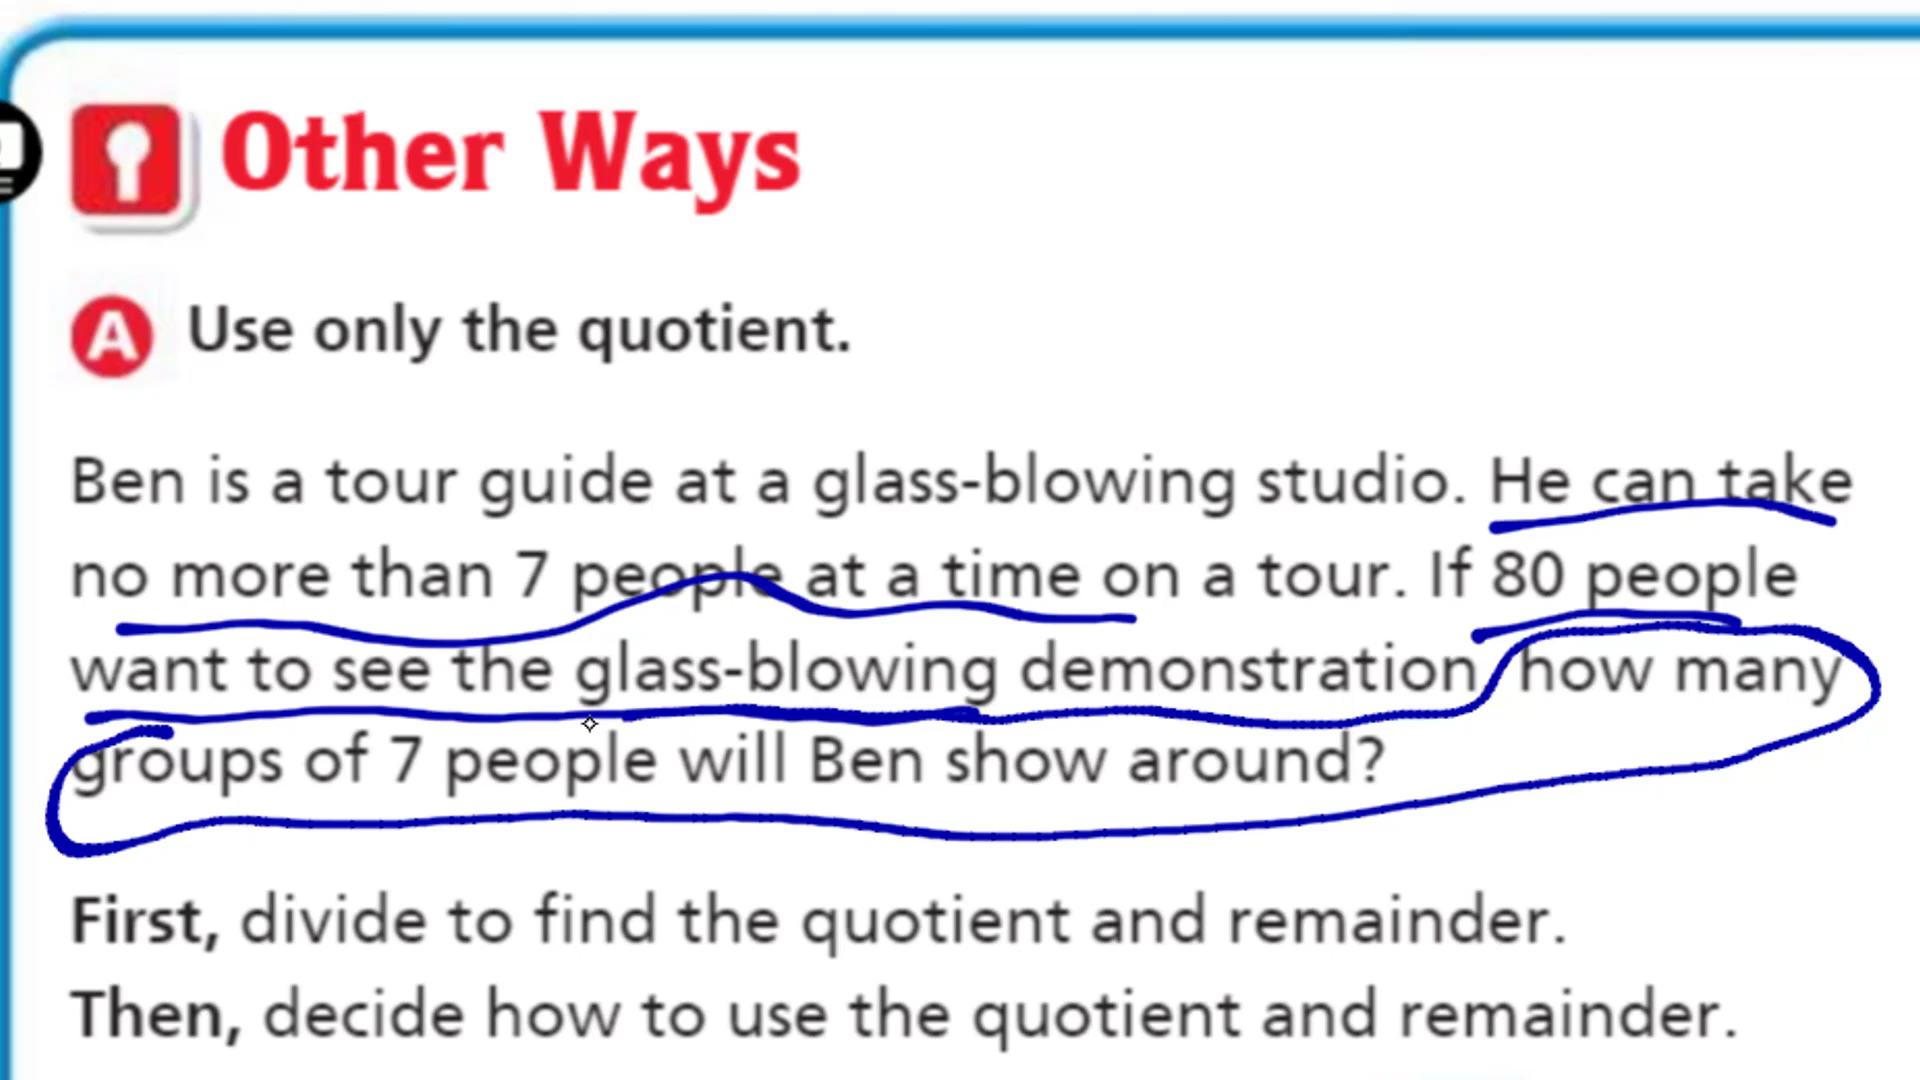 Other Ways
A Use only the quotient.
Ben is a tour guide at a glass-blowing studio. He can take
no more than 7 people at a time on a tour. If 80 people
want to see the glass-blowing demonstration, how many
groups of 7 people will Ben show around?
First, divide to find the quotient and remainder.
Then, decide how to use the quotient and remainder.